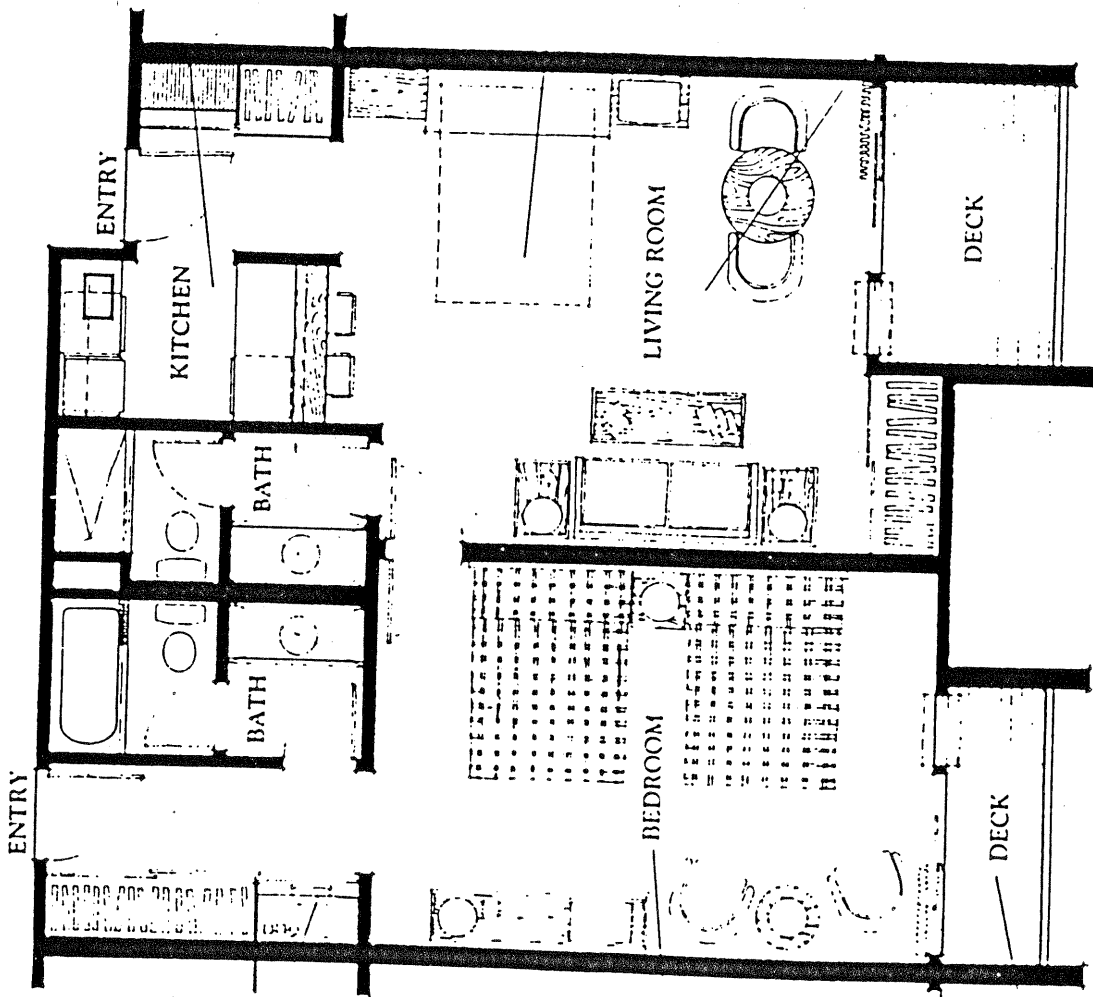 ENTRY
KITCHEN
LIVING ROOM
DECK
BATH
BATH
ENTRY
BEDROOM
DECK